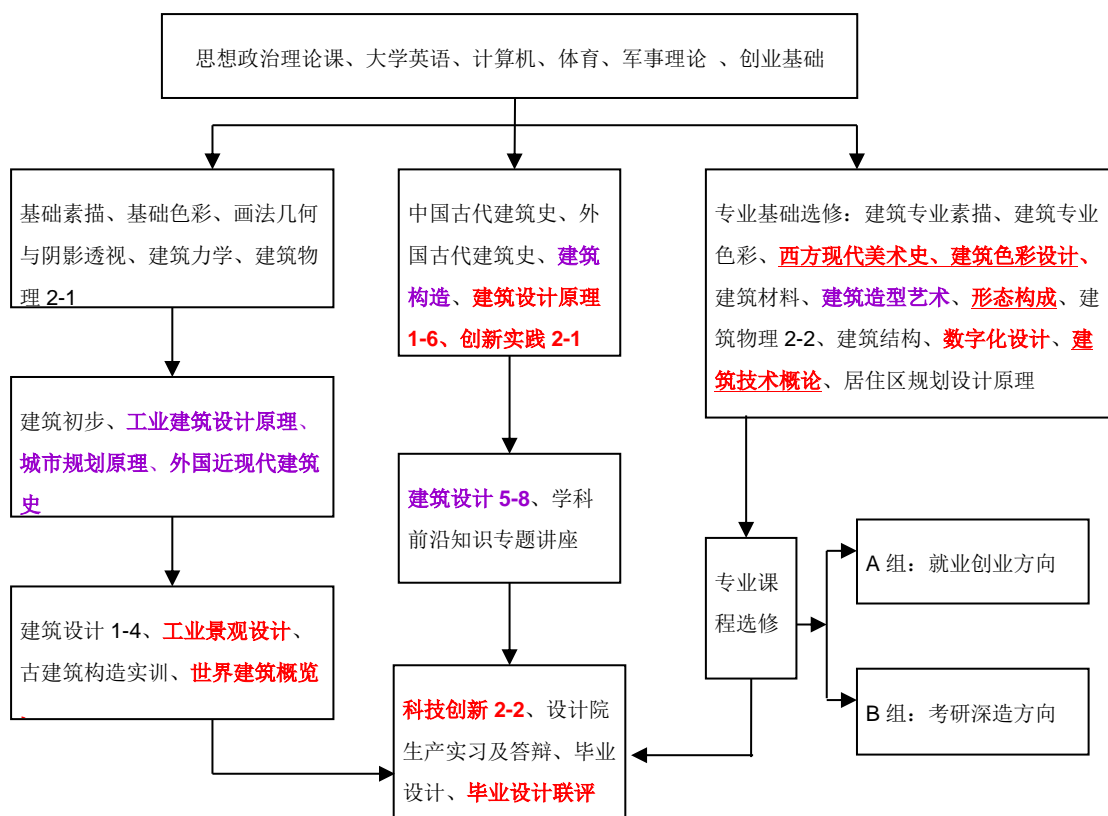 思想政治理论课、大学英语、计算机、体育、军事理论 、创业基础
基础素描、基础色彩、画法几何
与阴影透视、建筑力学、建筑物
理 2-1
中国古代建筑史、外
国古代建筑史、建筑
构造、建筑设计原理
1-6、创新实践 2-1
专业基础选修：建筑专业素描、建筑专业
色彩、西方现代美术史、建筑色彩设计、
建筑材料、建筑造型艺术、形态构成、建
筑物理 2-2、建筑结构、数字化设计、建
筑技术概论、居住区规划设计原理
建筑初步、工业建筑设计原理、
城市规划原理、外国近现代建筑
史
建筑设计 5-8、学科
前沿知识专题讲座
专业课
程选修
A 组：就业创业方向
B 组：考研深造方向
建筑设计 1-4、工业景观设计、
古建筑构造实训、世界建筑概览
科技创新 2-2、设计院
生产实习及答辩、毕业
设计、毕业设计联评